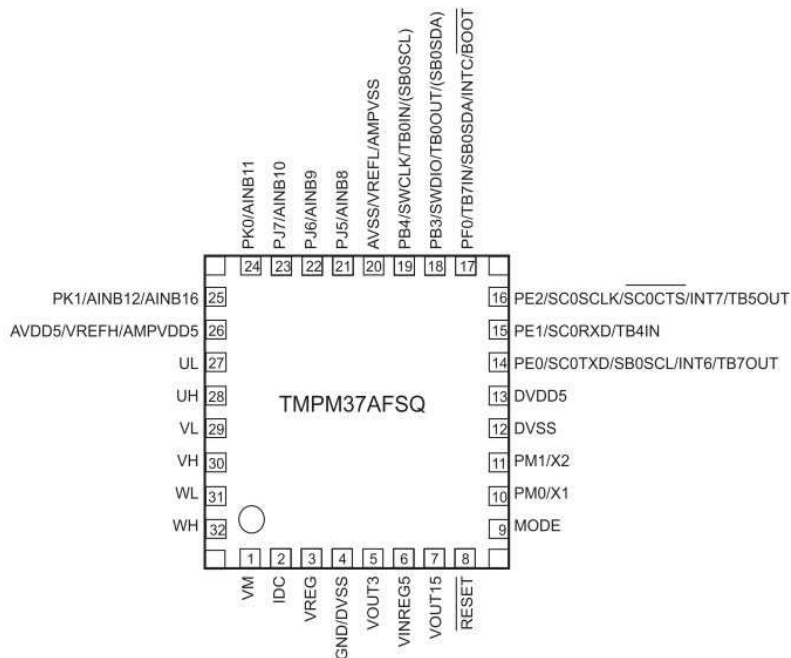 PK0/AINB11
PJ7/AINB10
PJ6/AINB9
PJ5/AINB8
AVSS/VREFL/AMPVSS
PB4/SWCLK/TB0IN/(SB0SCL)
PB3/SWDIO/TB0OUT/(SB0SDA)
PF0/TB7IN/SB0SDA/INTC/BOOT
24
23
22
21
20
19
18
17
PK1/AINB12/AINB16
25
AVDD5/VREFH/AMPVDD5
26
UL
27
UH
28
VL
29
VH
30
WL
31
WH
32
TMPM37AFSQ
16
PE2/SC0SCLK/SC0CTS/INT7/TB5OUT
15
PE1/SC0RXD/TB4IN
14
PE0/SC0TXD/SB0SCL/INT6/TB7OUT
13
DVDD5
12
DVSS
11
PM1/X2
10
PM0/X1
9
MODE
1
2
3
4
5
6
7
8
VM
IDC
VREG
GND/DVSS
VOUT3
VINREG5
VOUT15
RESET